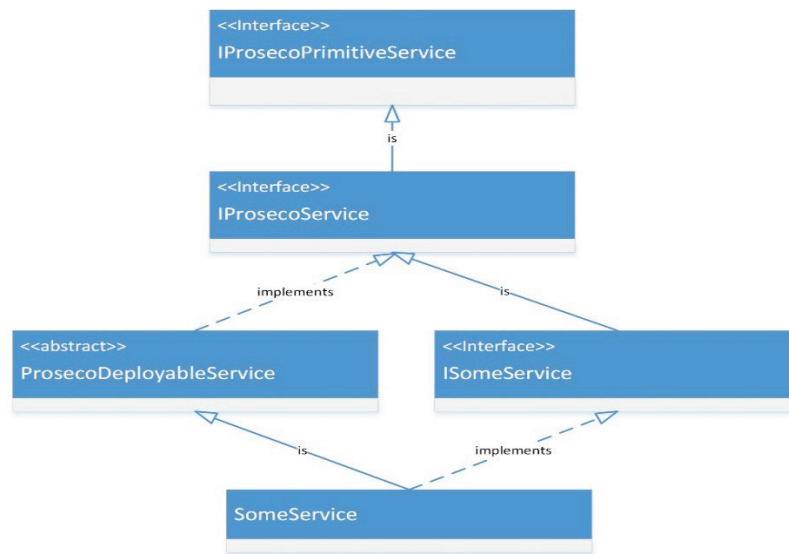 <<Interface>>
IProsecoPrimitiveService
is
<<Interface>>
IProsecoService
implements
is
<<abstract>>
ProsecoDeployableService
<<Interface>>
ISomeService
is
implements
SomeService